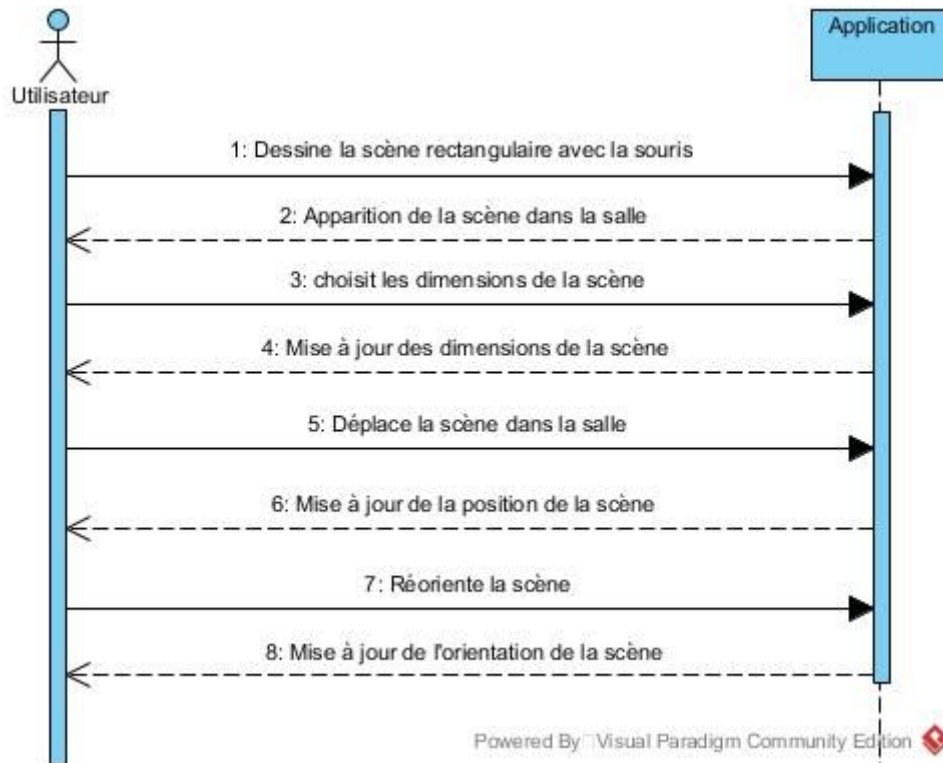 Application
Utilisateur
1: Dessine la scène rectangulaire avec la souris
2: Apparition de la scène dans la salle
3: choisit les dimensions de la scène
4: Mise à jour des dimensions de la scène
5: Déplace la scène dans la salle
6: Mise à jour de la position de la scène
7: Réoriente la scène
8: Mise à jour de l'orientation de la scène
Powered By Visual Paradigm Community Edition